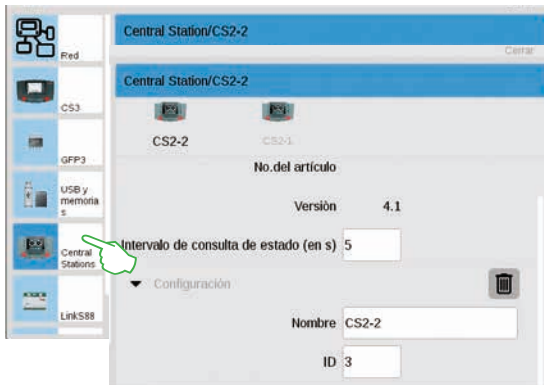 Red
CS3
GFP3
USB y
memoria
s
Central
Stations
LinkS88
Central Station/CS2-2
Cerrar
Central Station/CS2-2
CS2-2
CS2-1
No.del artículo
Versión 4.1
Intervalo de consulta de estado (en s) 5
Configuración
Nombre CS2-2
ID 3